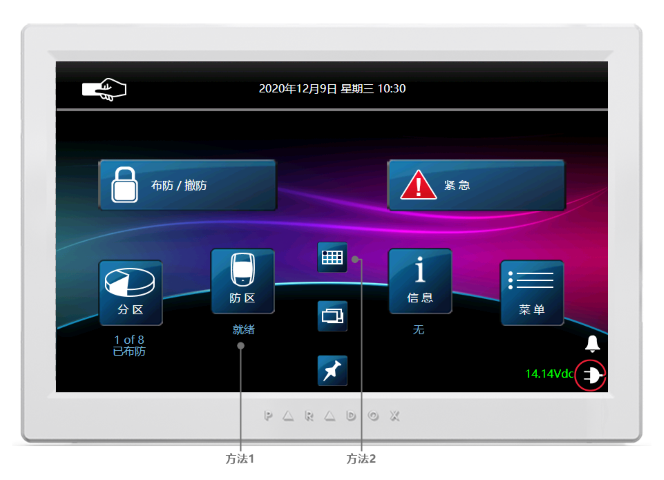 2020年12月9日 星期三 10:30
布防 / 撤防
紧急
分区
防区
信息
菜单
1 of 8
已布防
就绪
无
14.14Vdc
PARADOX
方法1
方法2